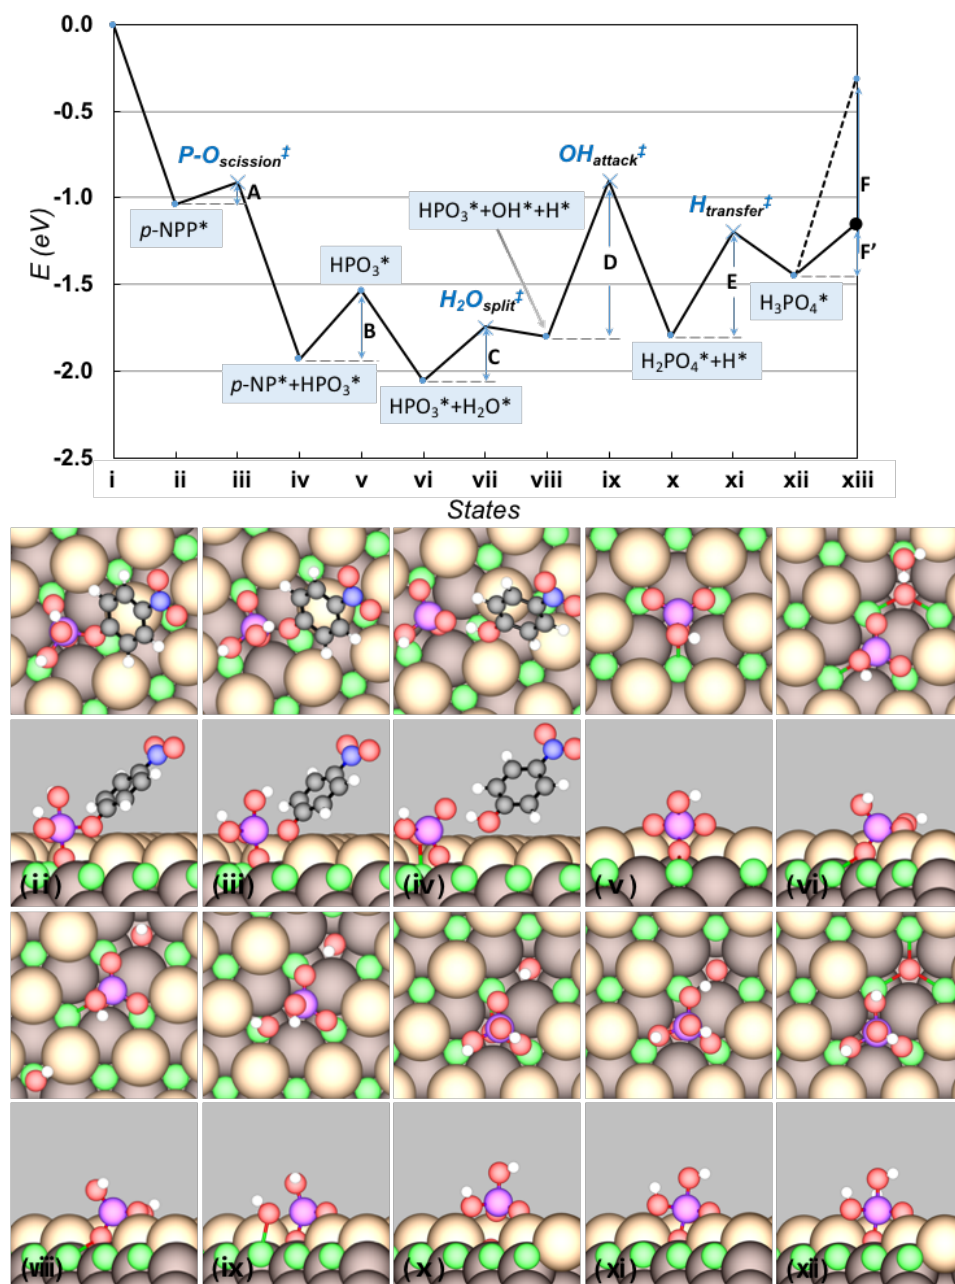 0.0
-0.5
P-Oscission‡
OHattack‡
-1.0
A
HPO3*+OH*+H*
Htransfer‡
F
p-NPP*
E (eV)
HPO3*
D
F’
-1.5
H2Osplit‡
E
H3PO4*
B
C
H2PO4*+H*
-2.0
p-NP*+HPO3*
HPO3*+H2O*
-2.5
i ii iii iv v vi vii viii ix x xi xii xiii
States
(ii) (iii) (iv) (v) (vi)
(viii) (ix) (x) (xi) (xii)